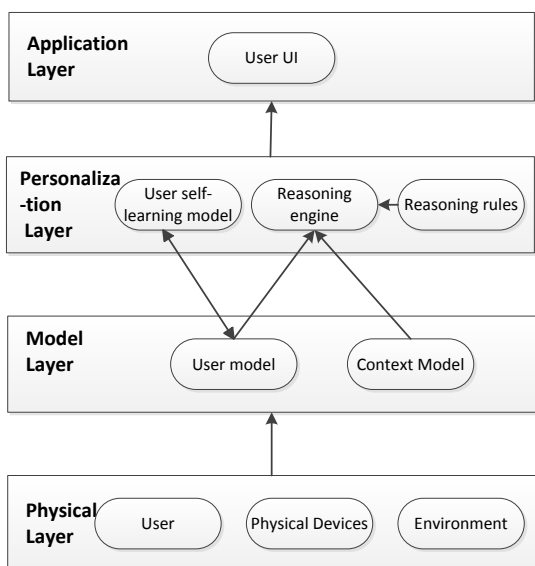 Application
Layer
User UI
Personaliza
-tion
Layer
User self-
learning model
Reasoning
engine
Reasoning rules
Model
Layer
User model
Context Model
Physical
Layer
User
Physical Devices
Environment